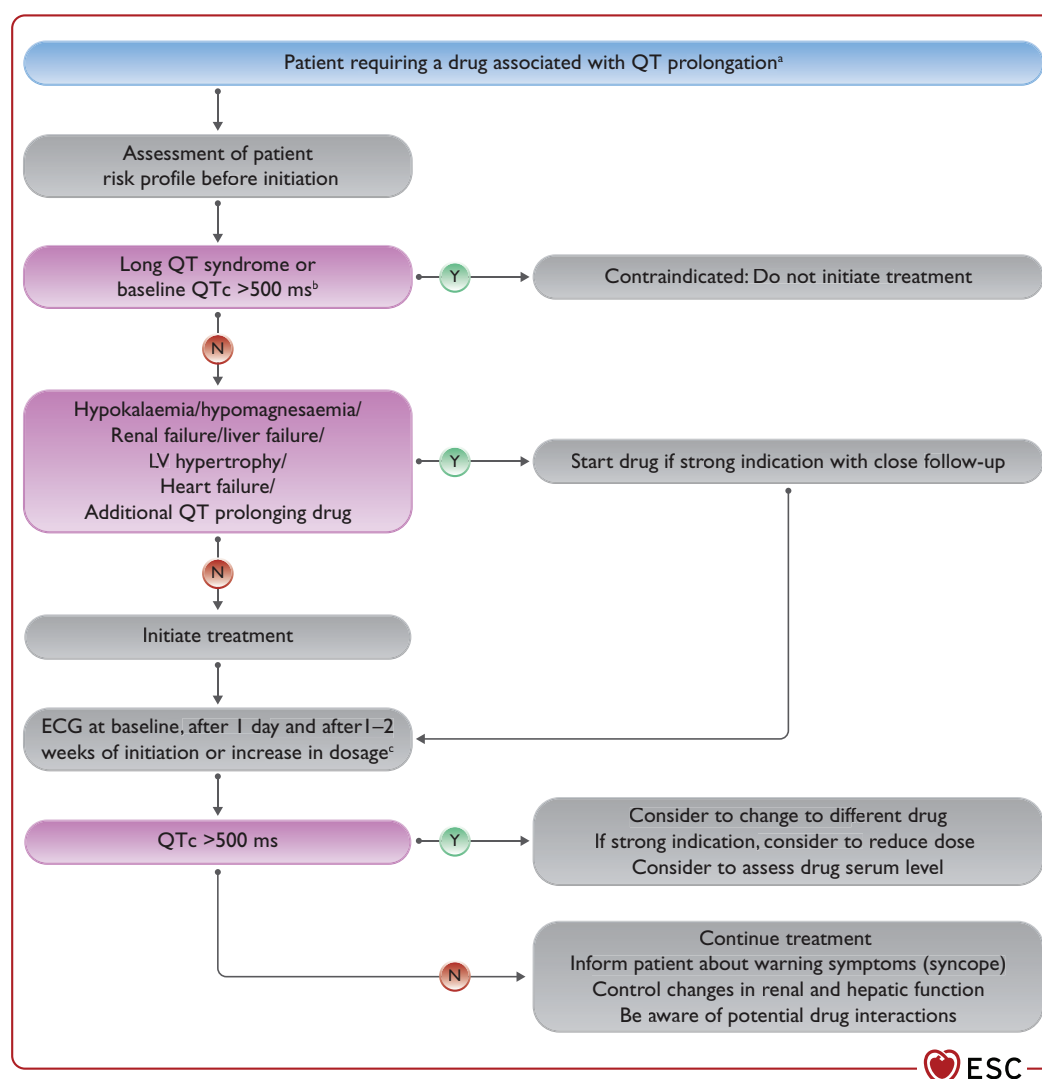 Patient requiring a drug associated with QT prolongationᵃ
Assessment of patient
risk profile before initiation
Long QT syndrome or
baseline QTc >500 msᵇ
Y
Contraindicated: Do not initiate treatment
N
Hypokalaemia/hypomagnesaemia/
Renal failure/liver failure/
LV hypertrophy/
Heart failure/
Additional QT prolonging drug
Y
Start drug if strong indication with close follow-up
N
Initiate treatment
ECG at baseline, after 1 day and after1–2
weeks of initiation or increase in dosageᶜ
QTc >500 ms
Y
Consider to change to different drug
If strong indication, consider to reduce dose
Consider to assess drug serum level
N
Continue treatment
Inform patient about warning symptoms (syncope)
Control changes in renal and hepatic function
Be aware of potential drug interactions
ESC